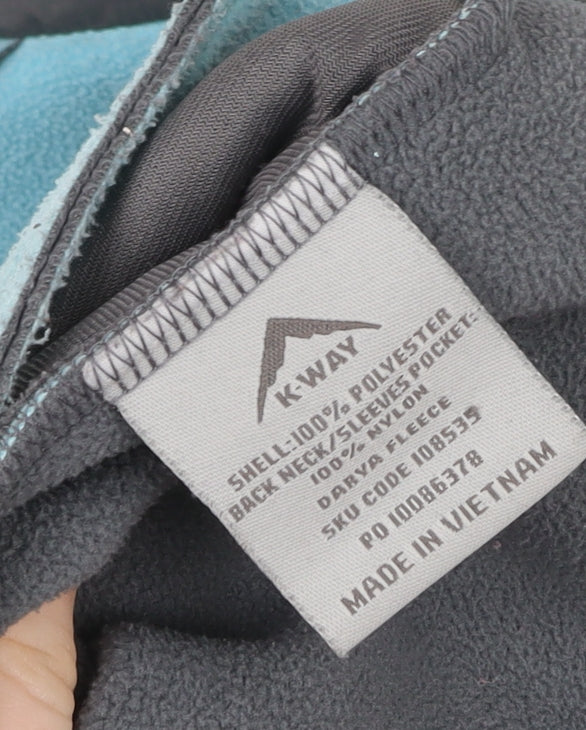 K-WAY
SHELL:100% POLYESTER
BACK NECK/SLEEVES POCKET:
100% NYLON
DARYA FLEECE
SKU CODE 108539
PO 10086378
MADE IN VIETNAM